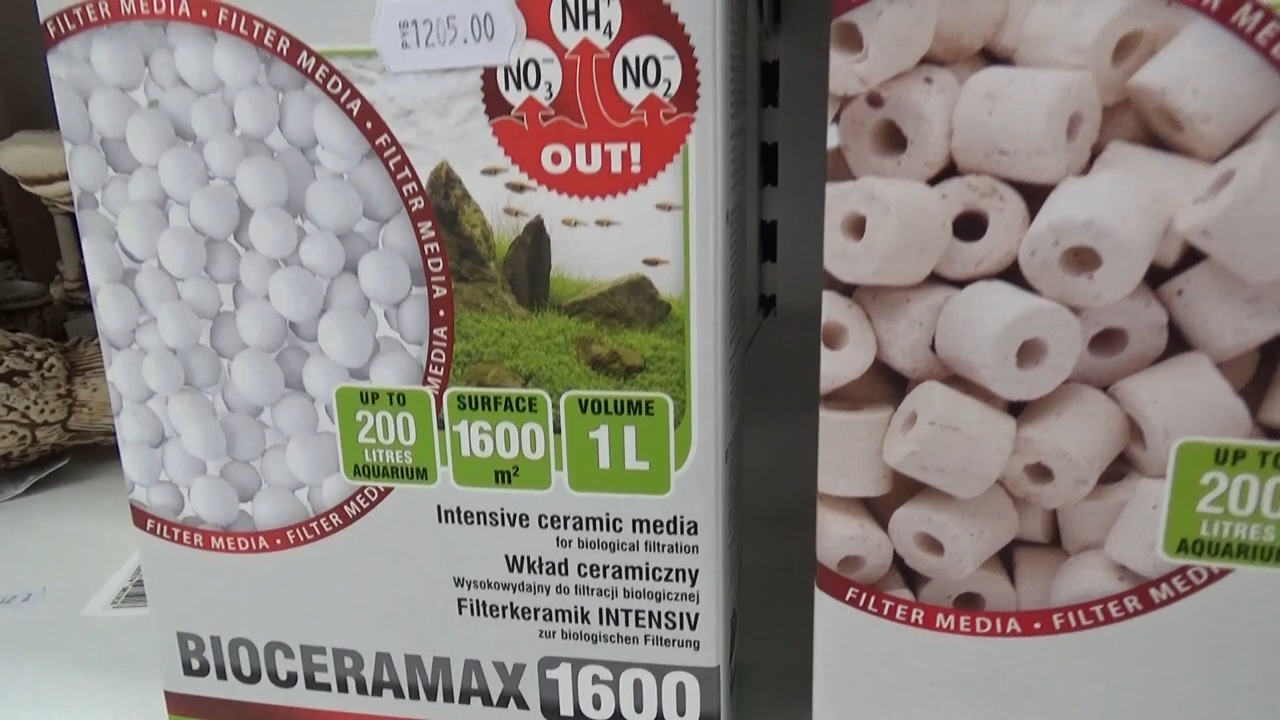 FILTER MEDIA • FILTER MEDIA • FILTER MEDIA • FILTER MEDIA • MEDIA
FILTER MEDIA • FILTER MEDIA
1205.00
NH₄⁺
NO₃⁻
NO₂⁻
OUT!
UP TO
200
LITRES
AQUARIUM
SURFACE
1600
m²
VOLUME
1 L
Intensive ceramic media
for biological filtration
Wkład ceramiczny
Wysokowydajny do filtracji biologicznej
Filterkeramik INTENSIV
zur biologischen Filterung
BIOCERAMAX 1600
UP TO
200
LITRES
AQUARIUM
FILTER MEDIA • FILTER MEDIA